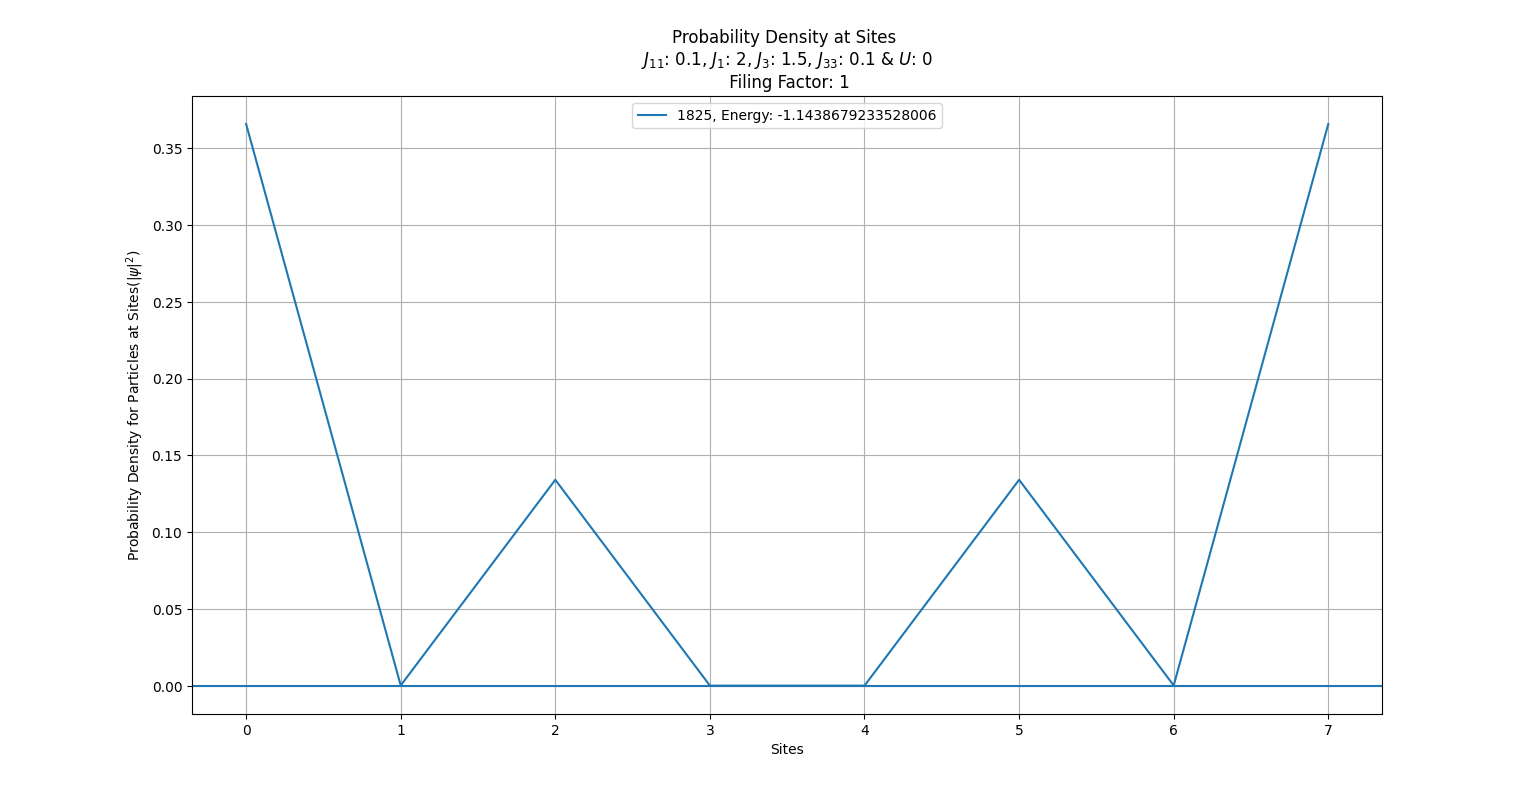 Probability Density at Sites
J₁₁: 0.1, J₁: 2, J₃: 1.5, J₃₃: 0.1 & U: 0
Filing Factor: 1
1825, Energy: -1.1438679233528006
Probability Density for Particles at Sites(|ψ|²)
0.35
0.30
0.25
0.20
0.15
0.10
0.05
0.00
0 1 2 3 4 5 6 7
Sites